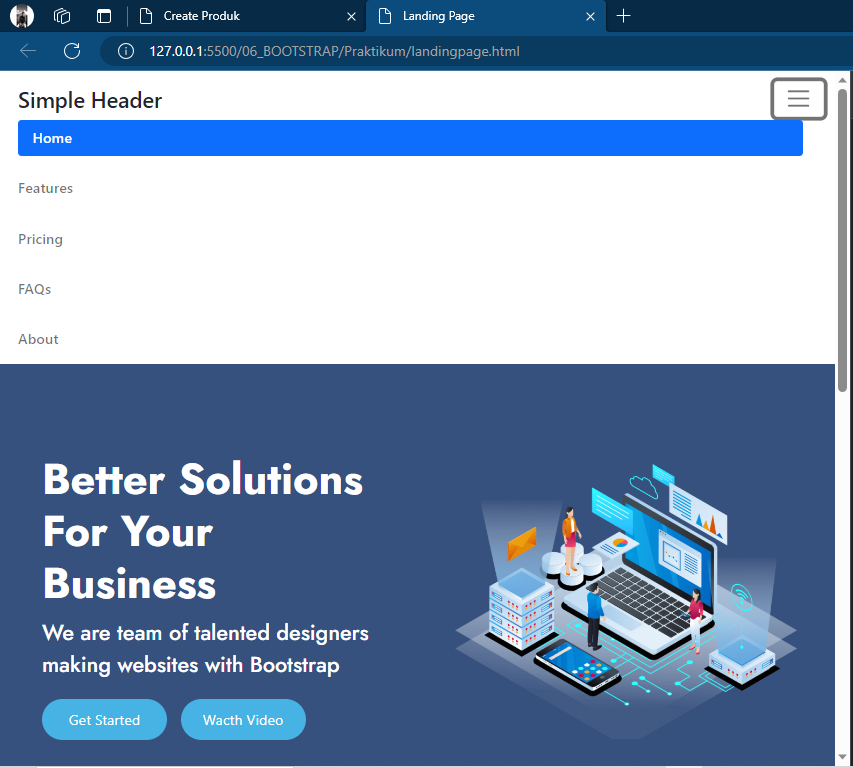 Create Produk
Landing Page
127.0.0.1:5500/06_BOOTSTRAP/Praktikum/landingpage.html
Simple Header
Home
Features
Pricing
FAQs
About
Better Solutions
For Your
Business
We are team of talented designers
making websites with Bootstrap
Get Started
Wacth Video